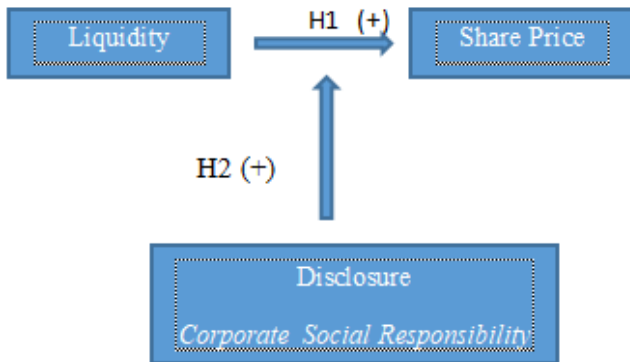 H1 (+)
Liquidity
Share Price
H2 (+)
Disclosure
Corporate Social Responsibility